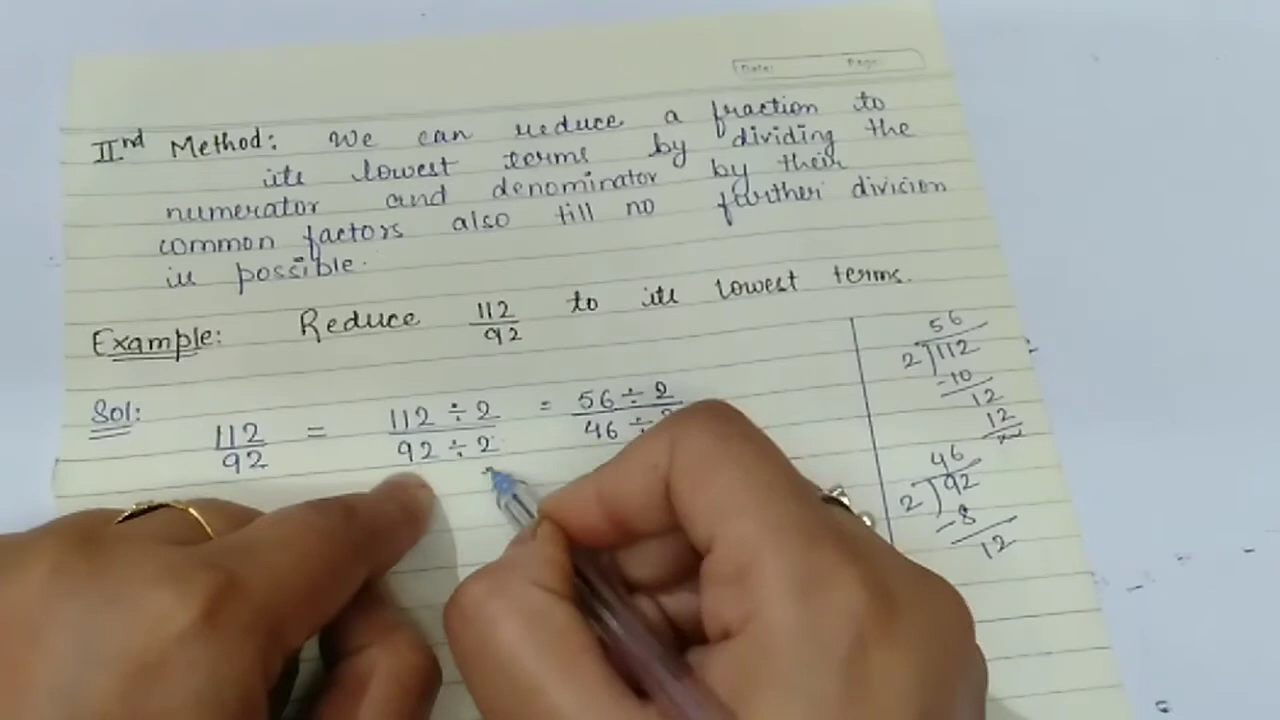 Date: Page:
IInd Method: We can reduce a fraction to
its lowest terms by dividing the
numerator and denominator by their
common factors also till no further division
is possible.
Example: Reduce 112/92 to its lowest terms.
Sol: 112/92 = 112 ÷ 2 / 92 ÷ 2 = 56 ÷ 2 / 46 ÷
56
2)112
-10
12
12
46
2)92
-8
12